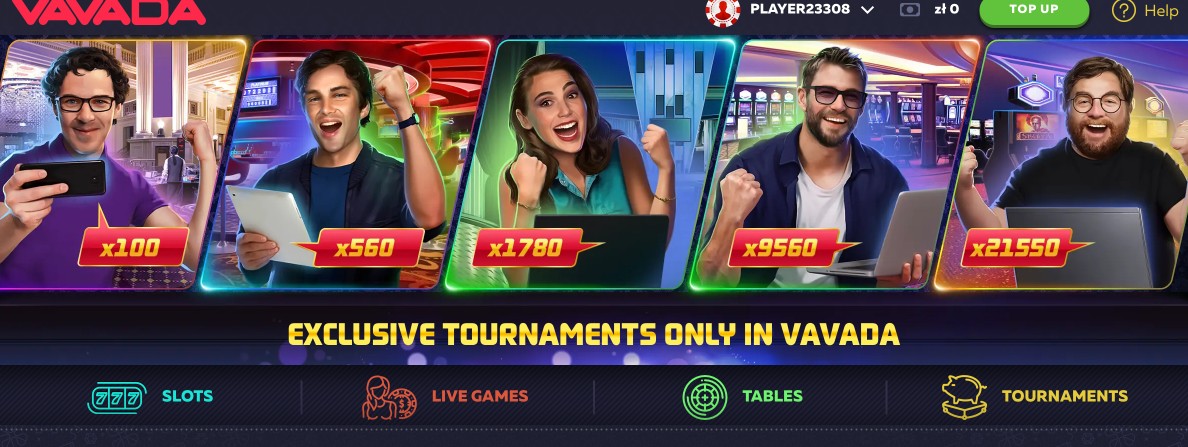 VAVADA
PLAYER23308 zł 0 TOP UP Help
x100 x560 x1780 x9560 x21550
EXCLUSIVE TOURNAMENTS ONLY IN VAVADA
777 SLOTS LIVE GAMES TABLES TOURNAMENTS